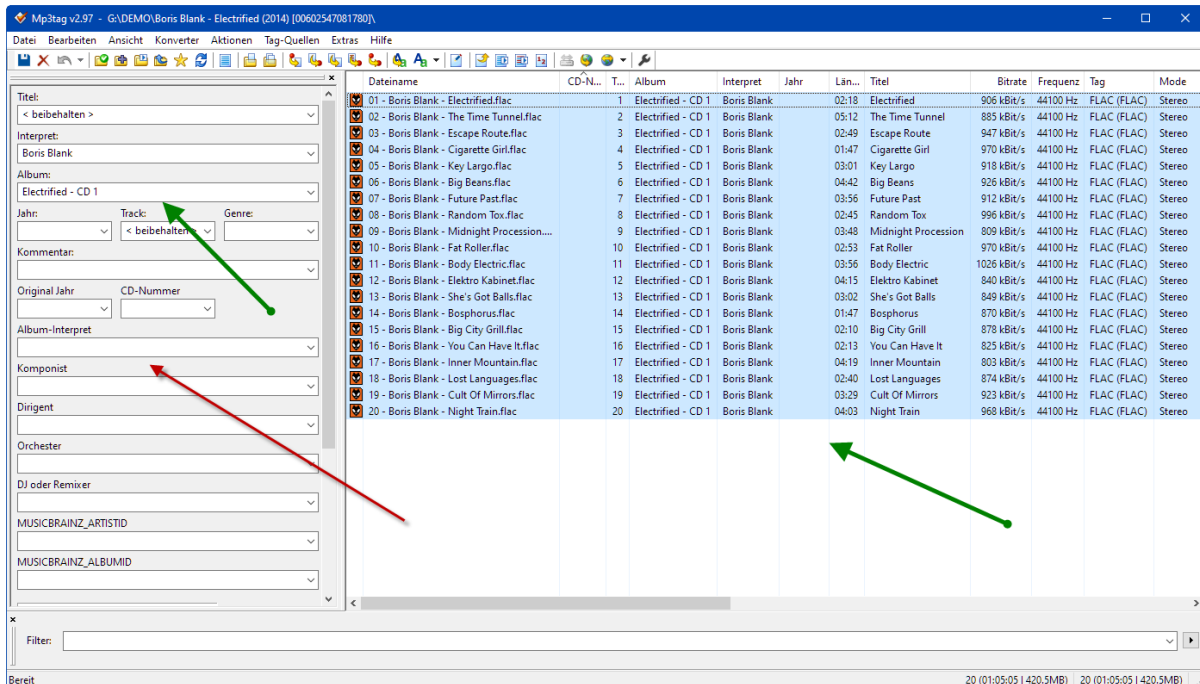 Mp3tag v2.97 - G:\DEMO\Boris Blank - Electrified (2014) [00602547081780]\
Datei Bearbeiten Ansicht Konverter Aktionen Tag-Quellen Extras Hilfe
Titel:
< beibehalten >
Interpret:
Boris Blank
Album:
Electrified - CD 1
Jahr: Track: Genre:
< beibehalten >
Kommentar:
Original Jahr CD-Nummer
Album-Interpret
Komponist
Dirigent
Orchester
DJ oder Remixer
MUSICBRAINZ_ARTISTID
MUSICBRAINZ_ALBUMID
Dateiname CD-N... T... Album Interpret Jahr Län... Titel Bitrate Frequenz Tag Mode
01 - Boris Blank - Electrified.flac 1 Electrified - CD 1 Boris Blank 02:18 Electrified 906 kBit/s 44100 Hz FLAC (FLAC) Stereo
02 - Boris Blank - The Time Tunnel.flac 2 Electrified - CD 1 Boris Blank 05:12 The Time Tunnel 885 kBit/s 44100 Hz FLAC (FLAC) Stereo
03 - Boris Blank - Escape Route.flac 3 Electrified - CD 1 Boris Blank 02:49 Escape Route 947 kBit/s 44100 Hz FLAC (FLAC) Stereo
04 - Boris Blank - Cigarette Girl.flac 4 Electrified - CD 1 Boris Blank 01:47 Cigarette Girl 970 kBit/s 44100 Hz FLAC (FLAC) Stereo
05 - Boris Blank - Key Largo.flac 5 Electrified - CD 1 Boris Blank 03:01 Key Largo 918 kBit/s 44100 Hz FLAC (FLAC) Stereo
06 - Boris Blank - Big Beans.flac 6 Electrified - CD 1 Boris Blank 04:42 Big Beans 926 kBit/s 44100 Hz FLAC (FLAC) Stereo
07 - Boris Blank - Future Past.flac 7 Electrified - CD 1 Boris Blank 03:56 Future Past 912 kBit/s 44100 Hz FLAC (FLAC) Stereo
08 - Boris Blank - Random Tox.flac 8 Electrified - CD 1 Boris Blank 02:45 Random Tox 996 kBit/s 44100 Hz FLAC (FLAC) Stereo
09 - Boris Blank - Midnight Procession.... 9 Electrified - CD 1 Boris Blank 03:48 Midnight Procession 809 kBit/s 44100 Hz FLAC (FLAC) Stereo
10 - Boris Blank - Fat Roller.flac 10 Electrified - CD 1 Boris Blank 02:53 Fat Roller 970 kBit/s 44100 Hz FLAC (FLAC) Stereo
11 - Boris Blank - Body Electric.flac 11 Electrified - CD 1 Boris Blank 03:56 Body Electric 1026 kBit/s 44100 Hz FLAC (FLAC) Stereo
12 - Boris Blank - Elektro Kabinet.flac 12 Electrified - CD 1 Boris Blank 04:15 Elektro Kabinet 840 kBit/s 44100 Hz FLAC (FLAC) Stereo
13 - Boris Blank - She's Got Balls.flac 13 Electrified - CD 1 Boris Blank 03:02 She's Got Balls 849 kBit/s 44100 Hz FLAC (FLAC) Stereo
14 - Boris Blank - Bosphorus.flac 14 Electrified - CD 1 Boris Blank 01:47 Bosphorus 870 kBit/s 44100 Hz FLAC (FLAC) Stereo
15 - Boris Blank - Big City Grill.flac 15 Electrified - CD 1 Boris Blank 02:10 Big City Grill 878 kBit/s 44100 Hz FLAC (FLAC) Stereo
16 - Boris Blank - You Can Have It.flac 16 Electrified - CD 1 Boris Blank 02:13 You Can Have It 825 kBit/s 44100 Hz FLAC (FLAC) Stereo
17 - Boris Blank - Inner Mountain.flac 17 Electrified - CD 1 Boris Blank 04:19 Inner Mountain 803 kBit/s 44100 Hz FLAC (FLAC) Stereo
18 - Boris Blank - Lost Languages.flac 18 Electrified - CD 1 Boris Blank 02:40 Lost Languages 874 kBit/s 44100 Hz FLAC (FLAC) Stereo
19 - Boris Blank - Cult Of Mirrors.flac 19 Electrified - CD 1 Boris Blank 03:29 Cult Of Mirrors 923 kBit/s 44100 Hz FLAC (FLAC) Stereo
20 - Boris Blank - Night Train.flac 20 Electrified - CD 1 Boris Blank 04:03 Night Train 968 kBit/s 44100 Hz FLAC (FLAC) Stereo
Filter:
Bereit 20 (01:05:05 | 420.5MB) 20 (01:05:05 | 420.5MB)